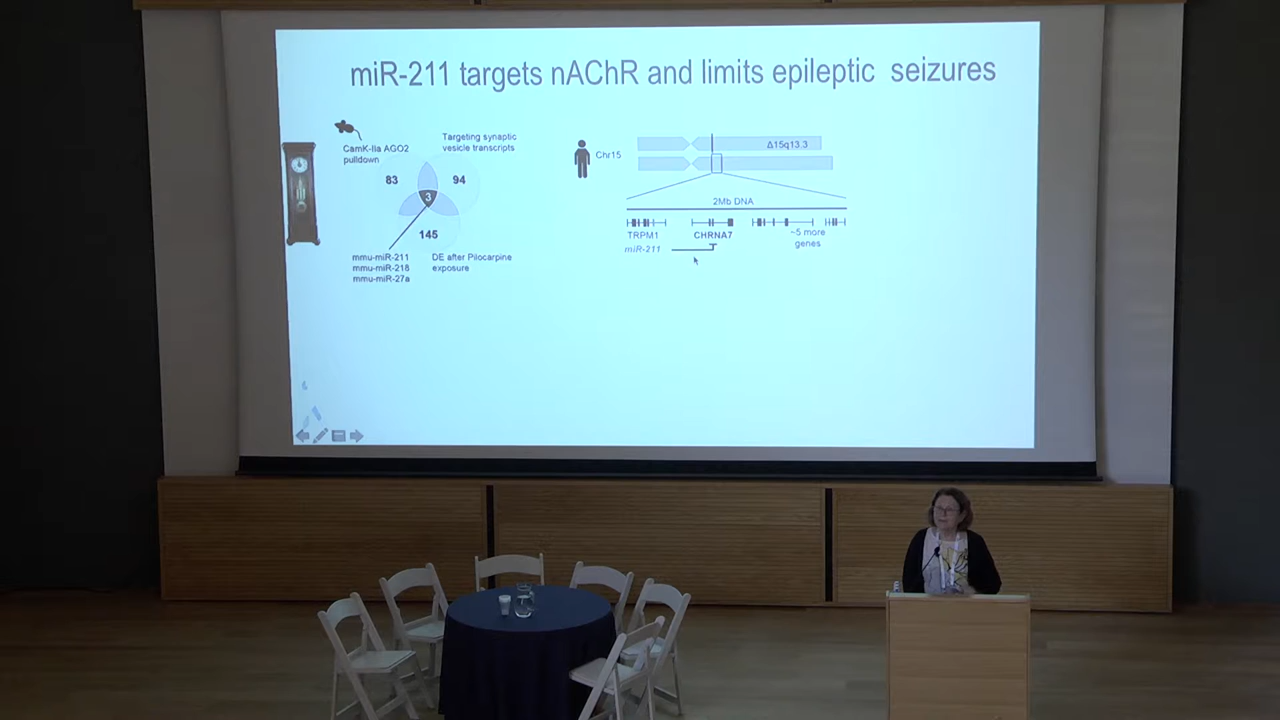 miR-211 targets nAChR and limits epileptic seizures
CamK-IIa AGO2
pulldown
Targeting synaptic
vesicle transcripts
83
94
3
145
mmu-miR-211
mmu-miR-218
mmu-miR-27a
DE after Pilocarpine
exposure
Chr15
Δ15q13.3
2Mb DNA
TRPM1
CHRNA7
~5 more
genes
miR-211